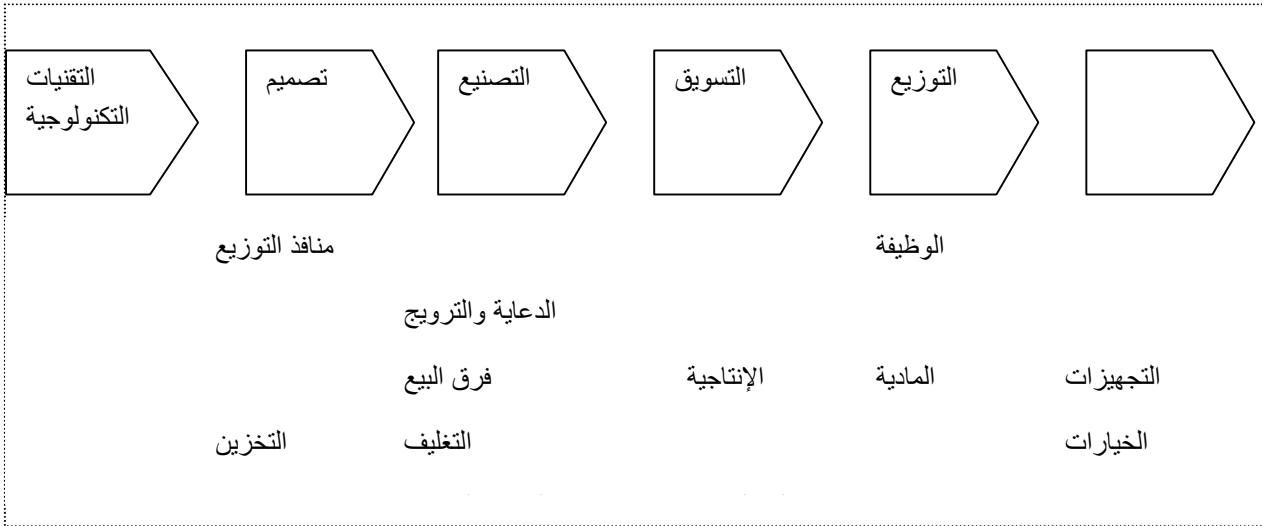 التقنيات
التكنولوجية
تصميم
التصنيع
التسويق
التوزيع
الوظيفة
منافذ التوزيع
الدعاية والترويج
التجهيزات
المادية
الإنتاجية
فرق البيع
الخيارات
التغليف
التخزين